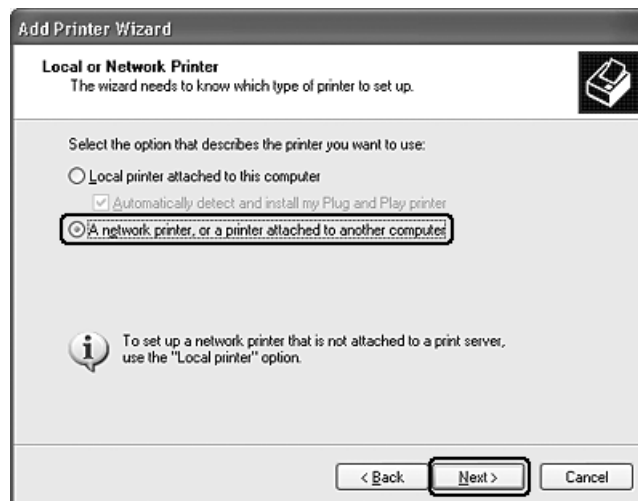 Add Printer Wizard
Local or Network Printer
The wizard needs to know which type of printer to set up.
Select the option that describes the printer you want to use:
Local printer attached to this computer
Automatically detect and install my Plug and Play printer
A network printer, or a printer attached to another computer
To set up a network printer that is not attached to a print server,
use the "Local printer" option.
< Back Next > Cancel